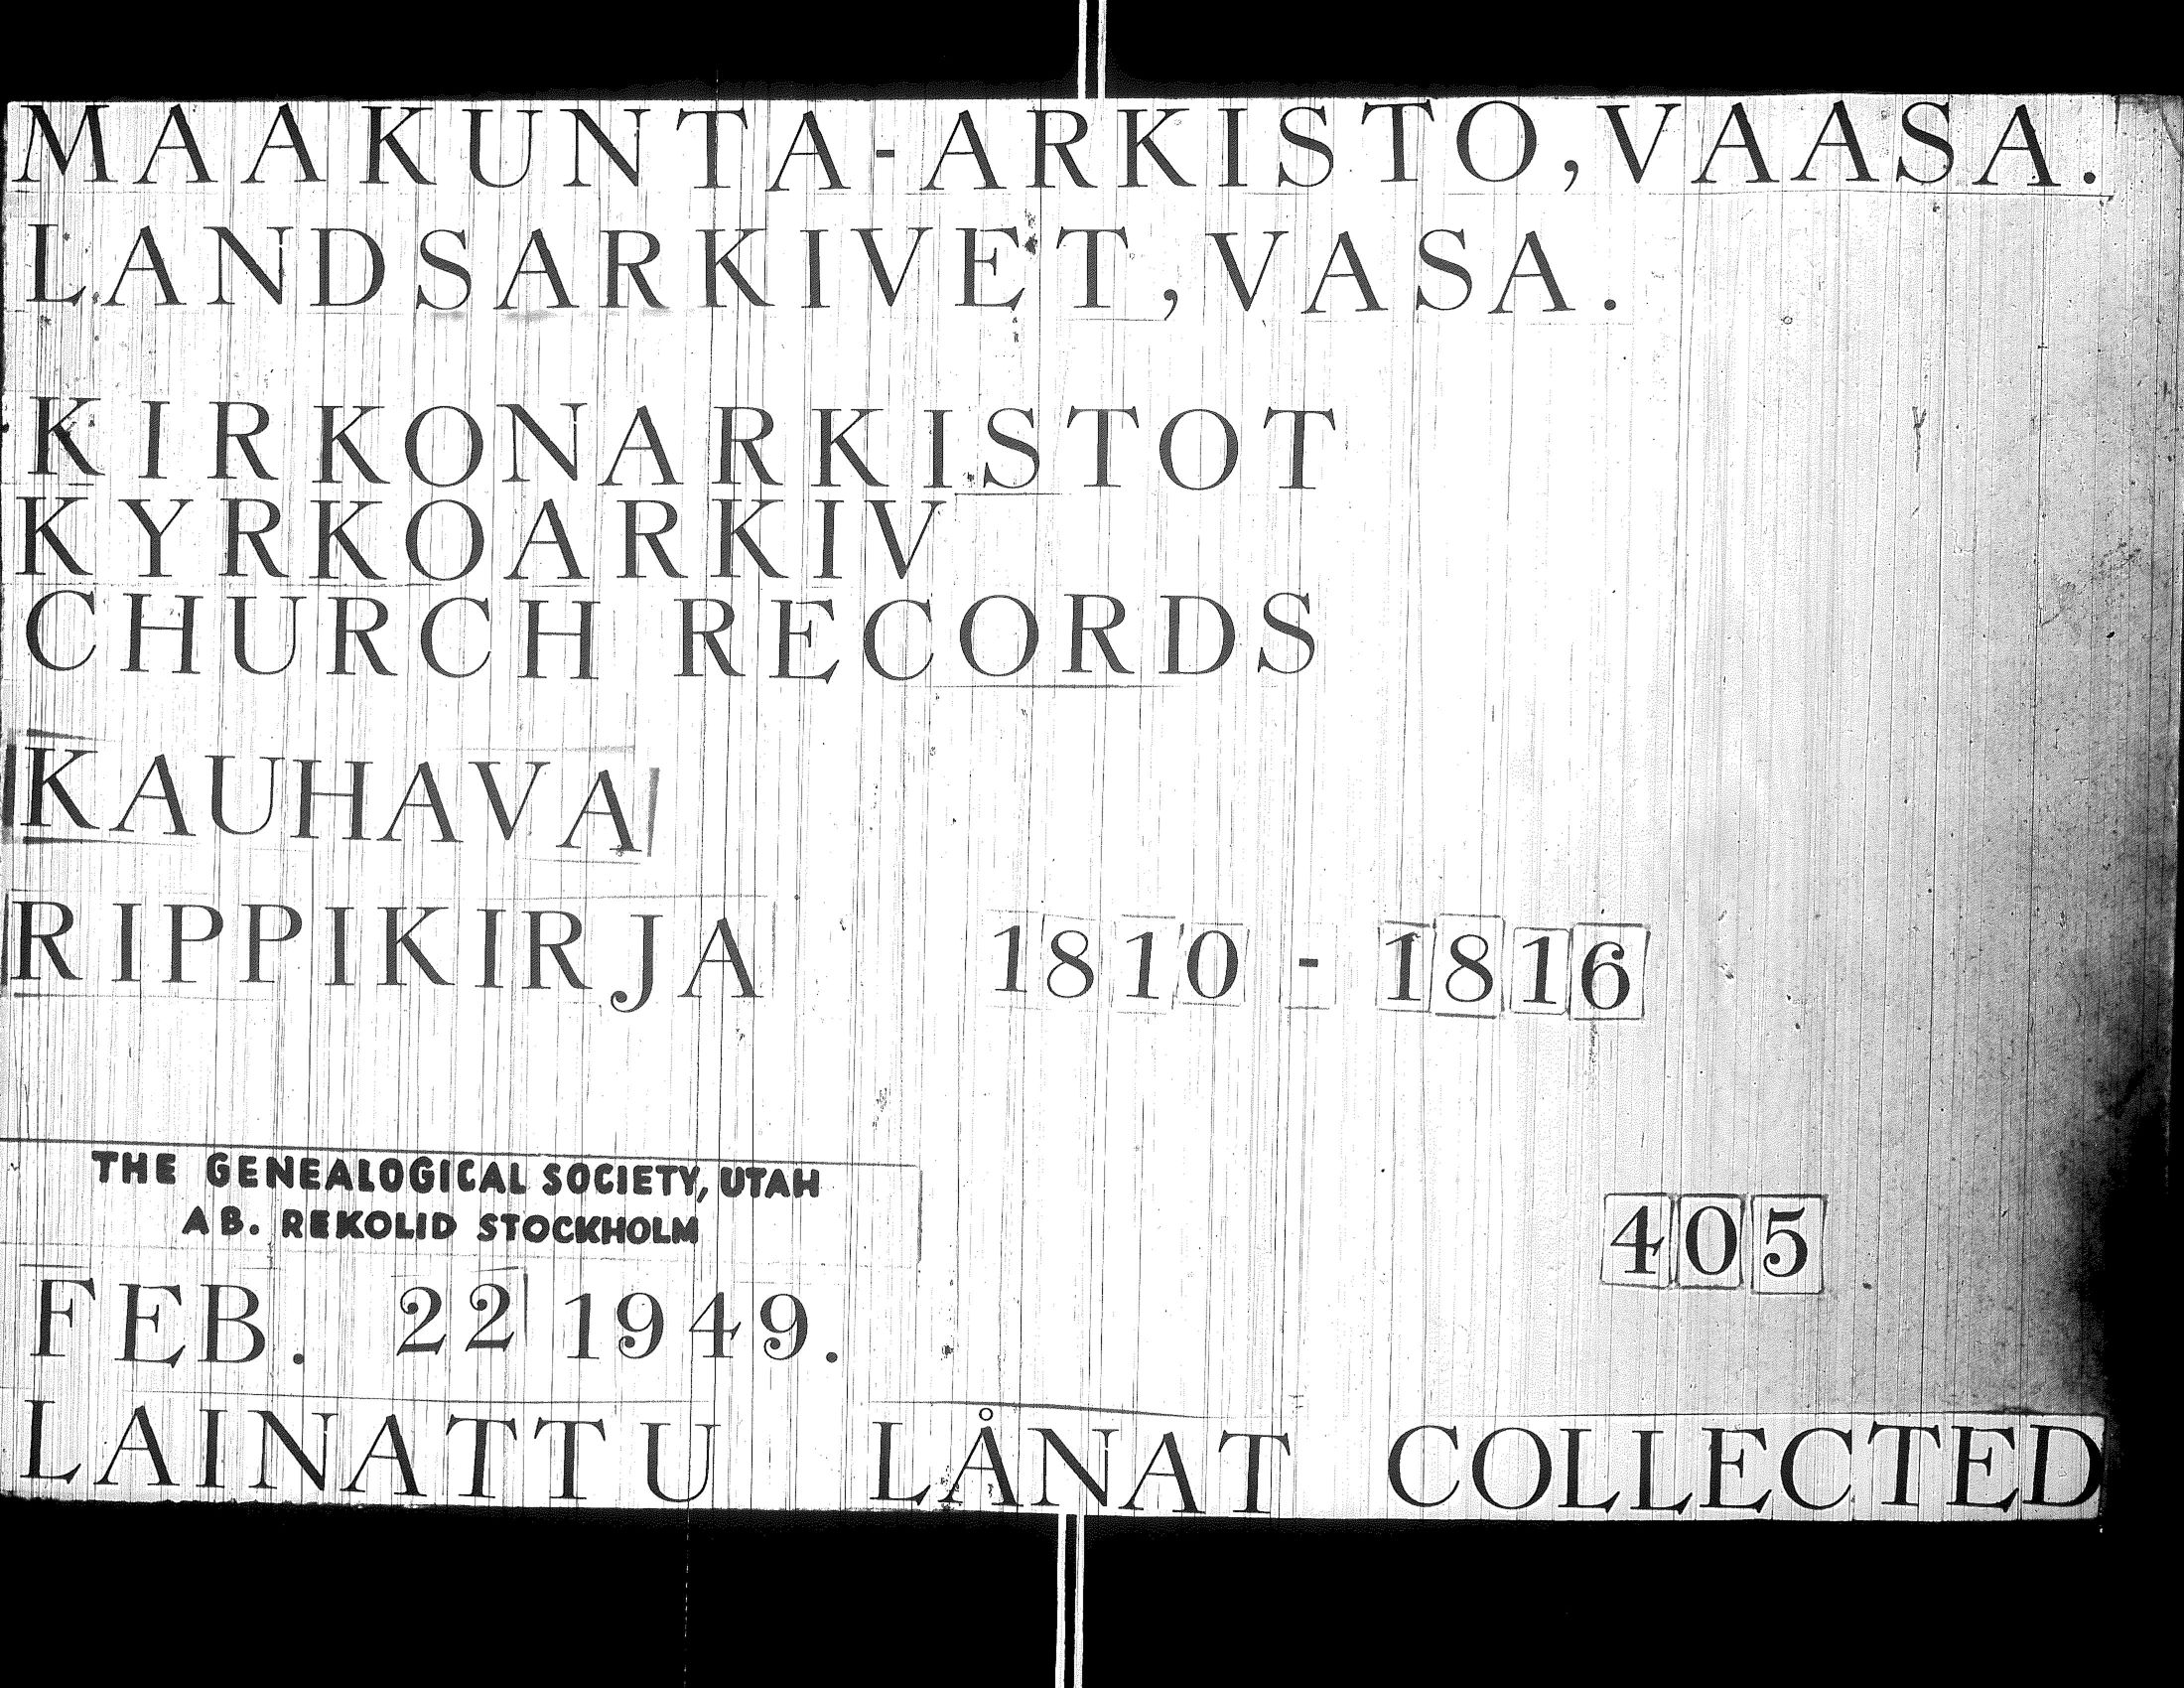 MAAKUNTA-ARKISTO, VAASA.
LANDSARKIVET, VASA.
KIRKONARKISTOT
KYRKOARKIV
CHURCH RECORDS
KAUHAVA
RIPPIKIRJA 1810 - 1816
THE GENEALOGICAL SOCIETY, UTAH
AB. REKOLID STOCKHOLM
405
FEB. 22 1949.
LAINATTU LÅNAT COLLECTED